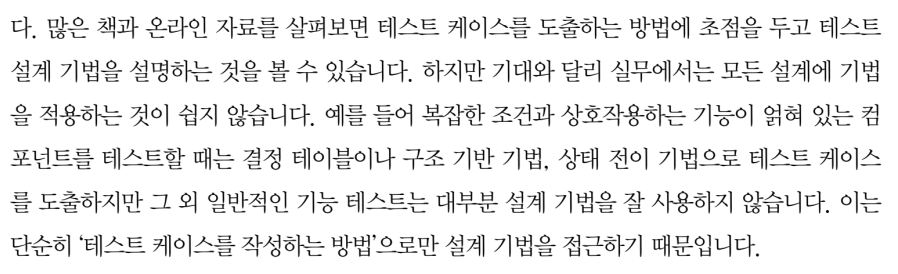 다. 많은 책과 온라인 자료를 살펴보면 테스트 케이스를 도출하는 방법에 초점을 두고 테스트
설계 기법을 설명하는 것을 볼 수 있습니다. 하지만 기대와 달리 실무에서는 모든 설계에 기법
을 적용하는 것이 쉽지 않습니다. 예를 들어 복잡한 조건과 상호작용하는 기능이 얽혀 있는 컴
포넌트를 테스트할 때는 결정 테이블이나 구조 기반 기법, 상태 전이 기법으로 테스트 케이스
를 도출하지만 그 외 일반적인 기능 테스트는 대부분 설계 기법을 잘 사용하지 않습니다. 이는
단순히 ‘테스트 케이스를 작성하는 방법’으로만 설계 기법을 접근하기 때문입니다.